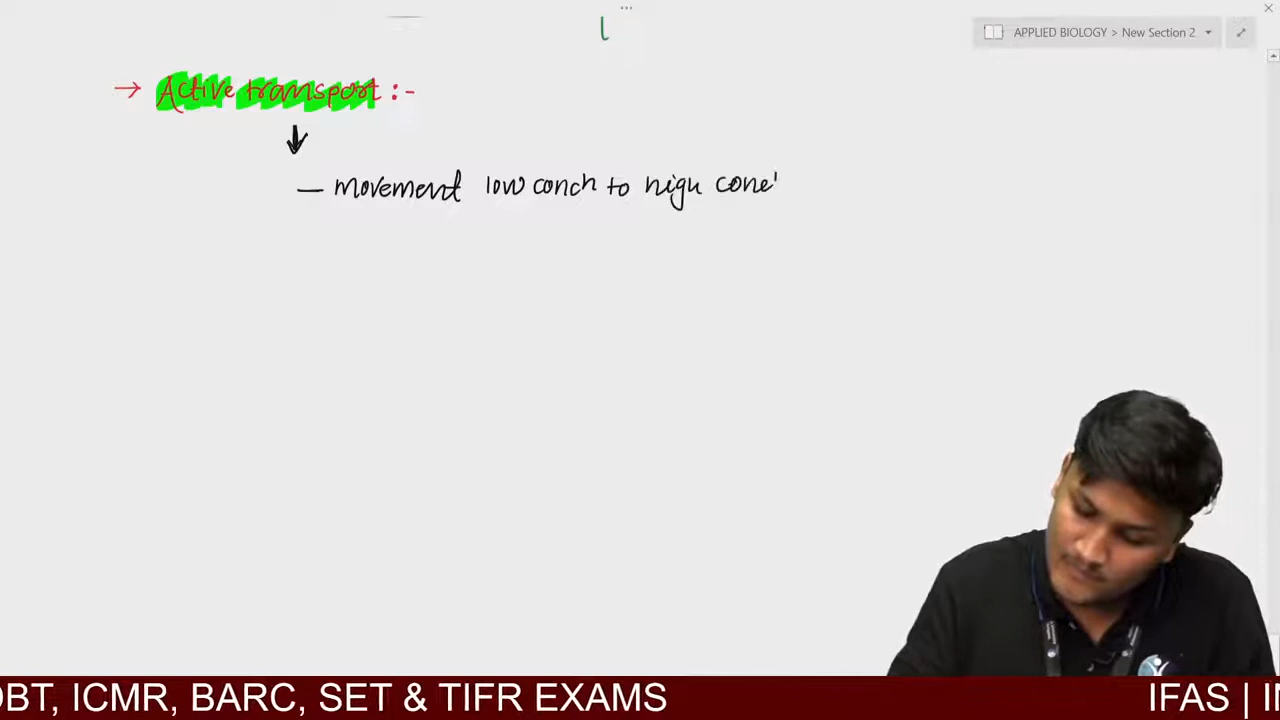 APPLIED BIOLOGY > New Section 2
→ Active transport :-
— movement low conch to high conc'
OBT, ICMR, BARC, SET & TIFR EXAMS
IFAS |